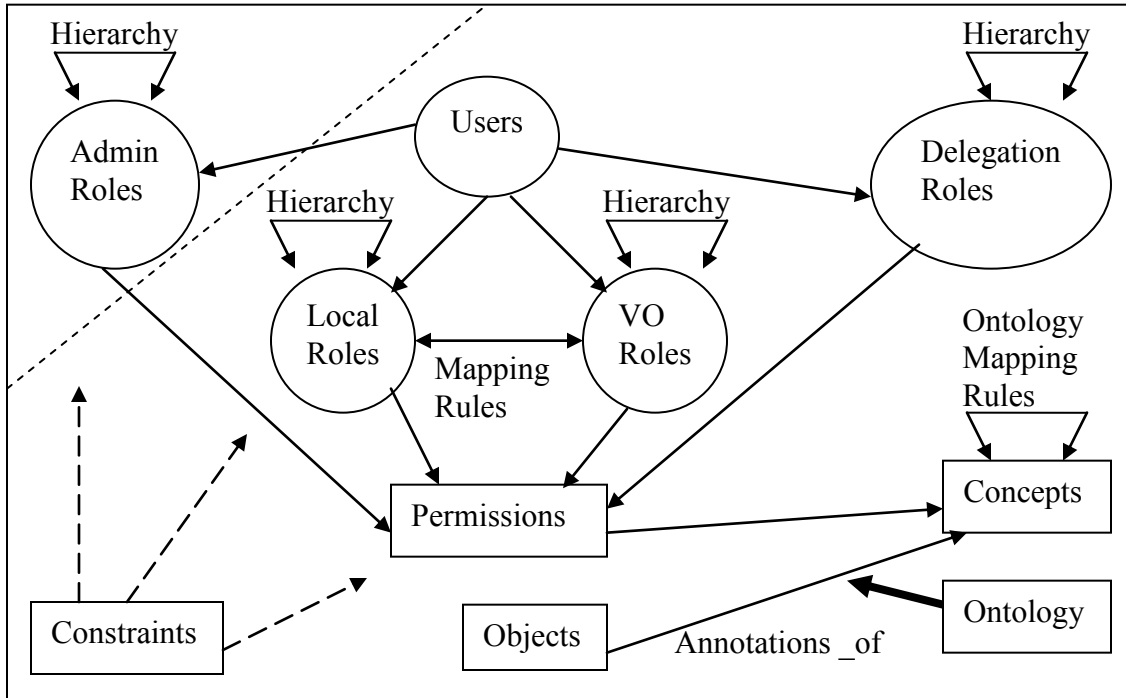 Hierarchy
Hierarchy
Users
Admin
Roles
Delegation
Roles
Hierarchy
Hierarchy
Local
Roles
VO
Roles
Mapping
Rules
Ontology
Mapping
Rules
Permissions
Concepts
Constraints
Objects
Annotations _of
Ontology